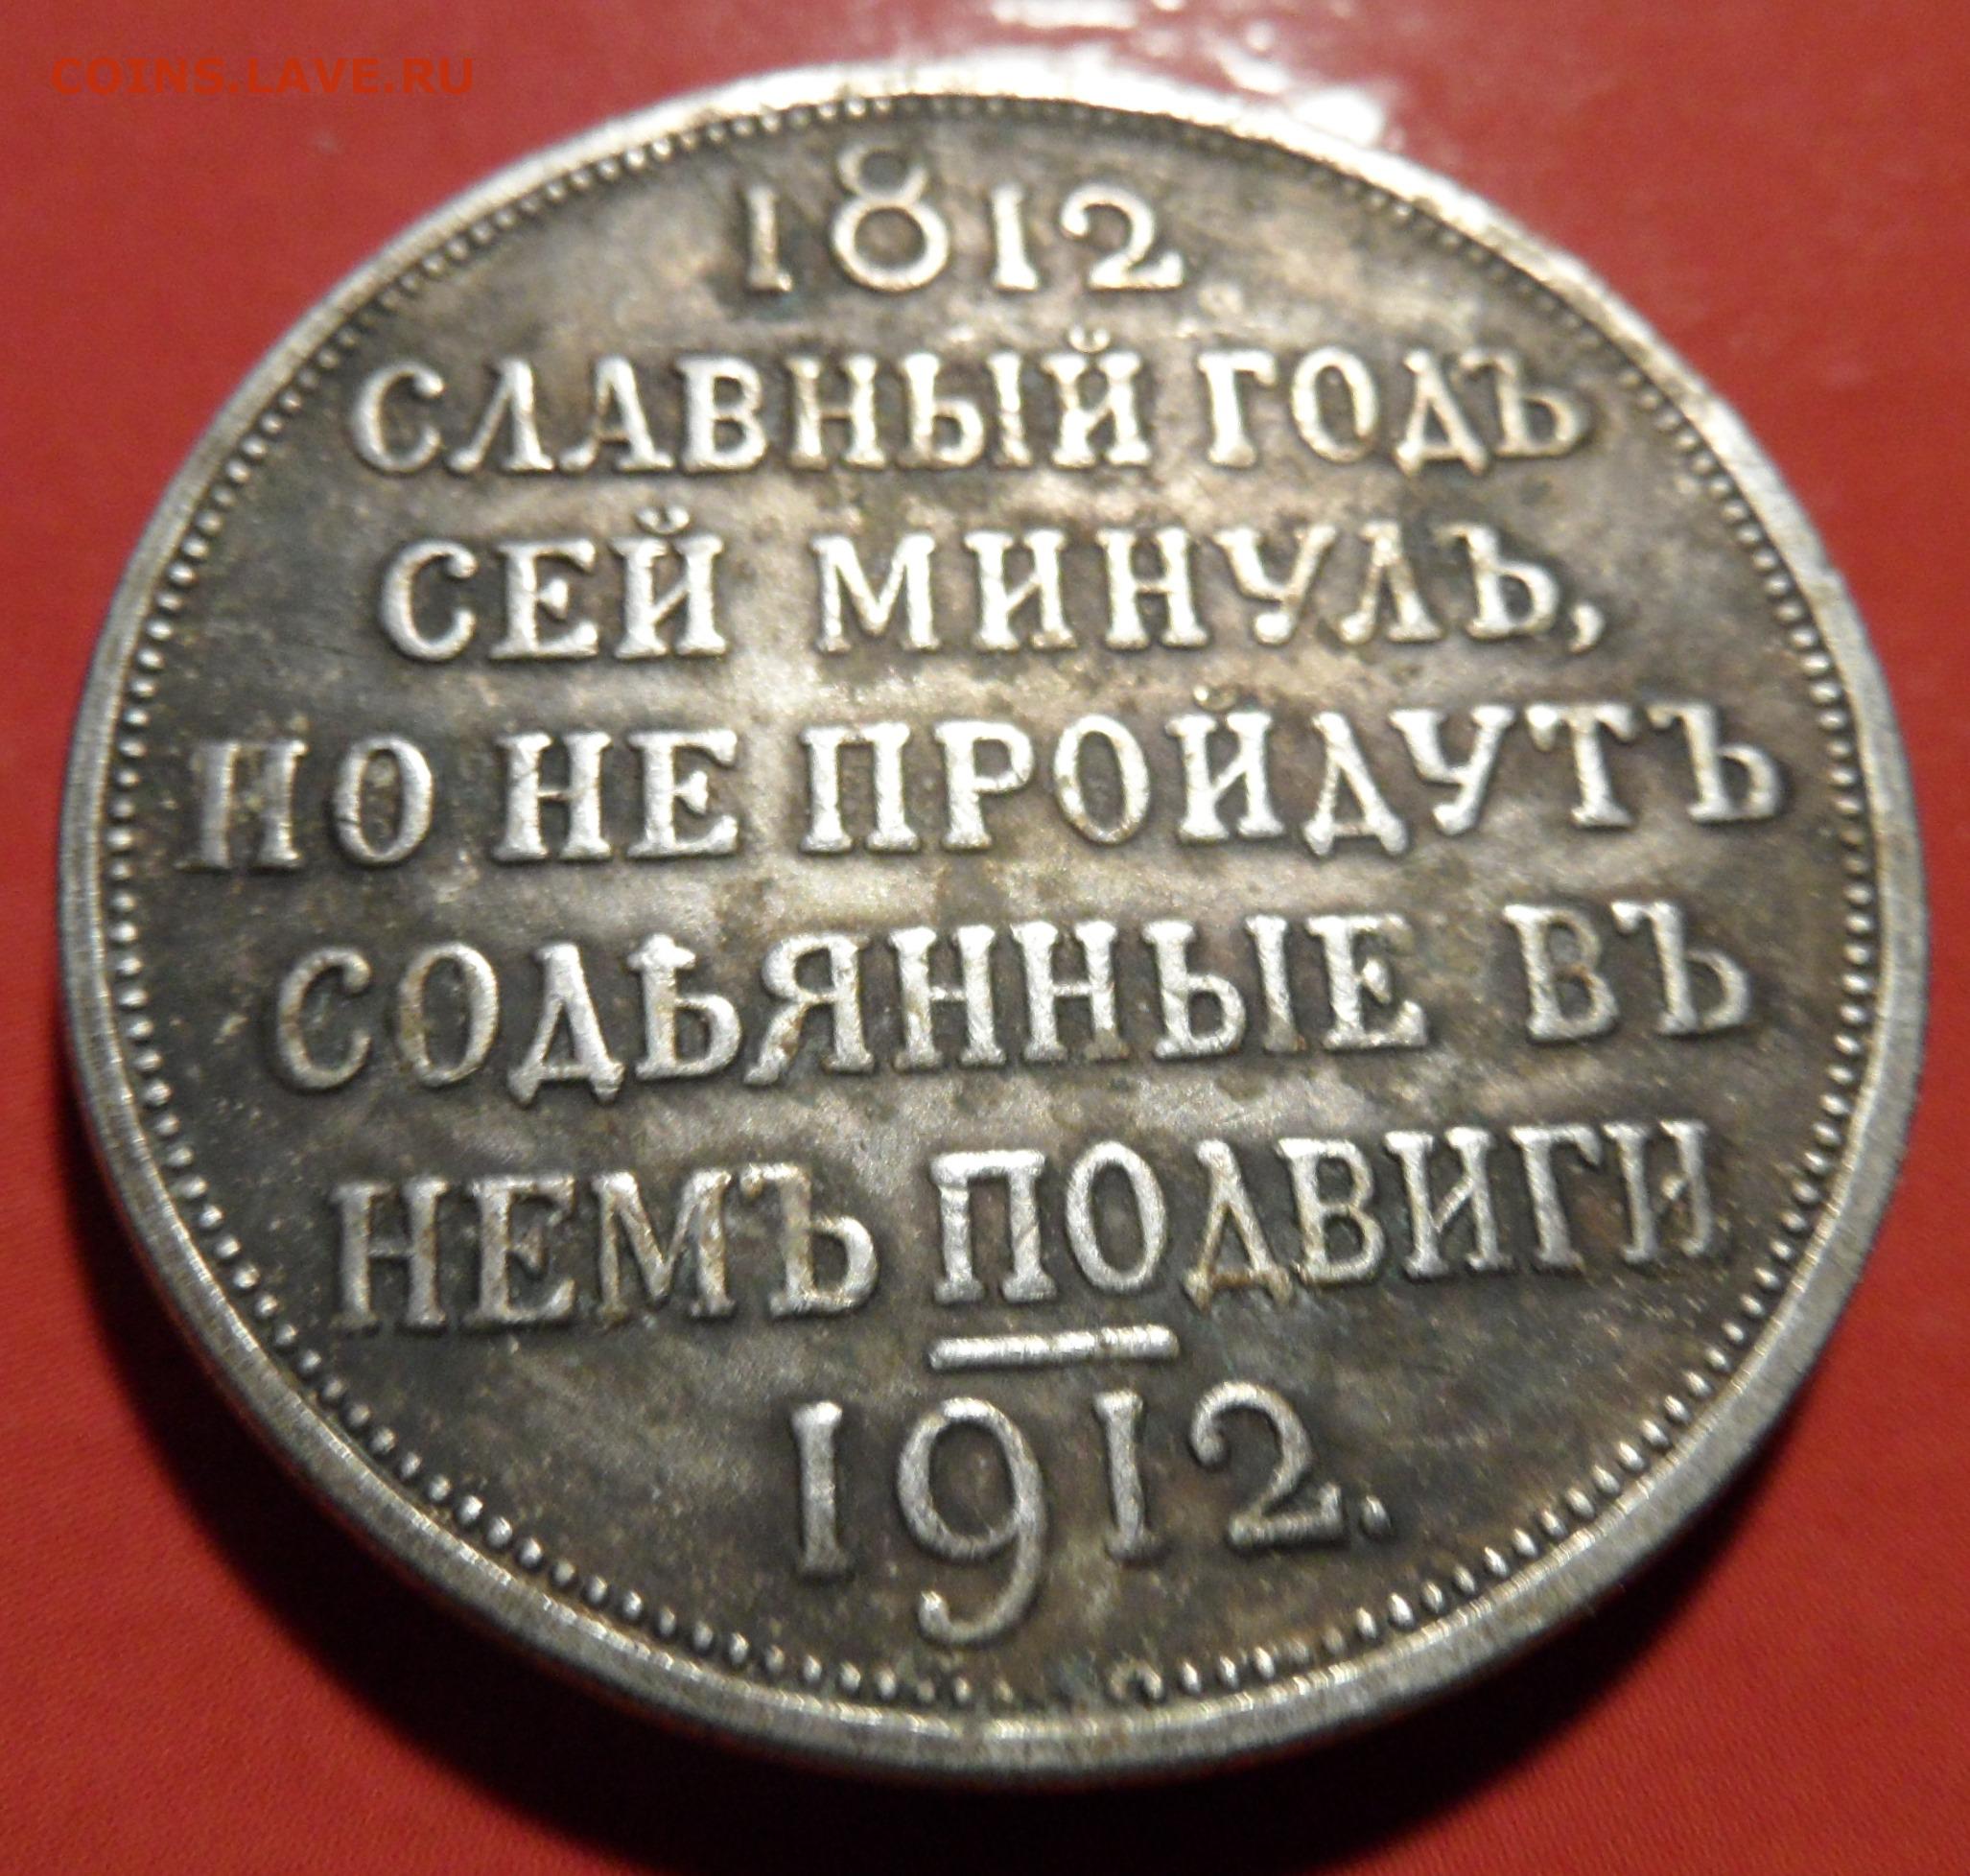 COINS.LAVE.RU
1812.
СЛАВНЫЙ ГОДЪ
СЕЙ МИНУЛЪ,
НО НЕ ПРОЙДУТЪ
СОДѢЯННЫЕ ВЪ
НЕМЪ ПОДВИГИ
1912.